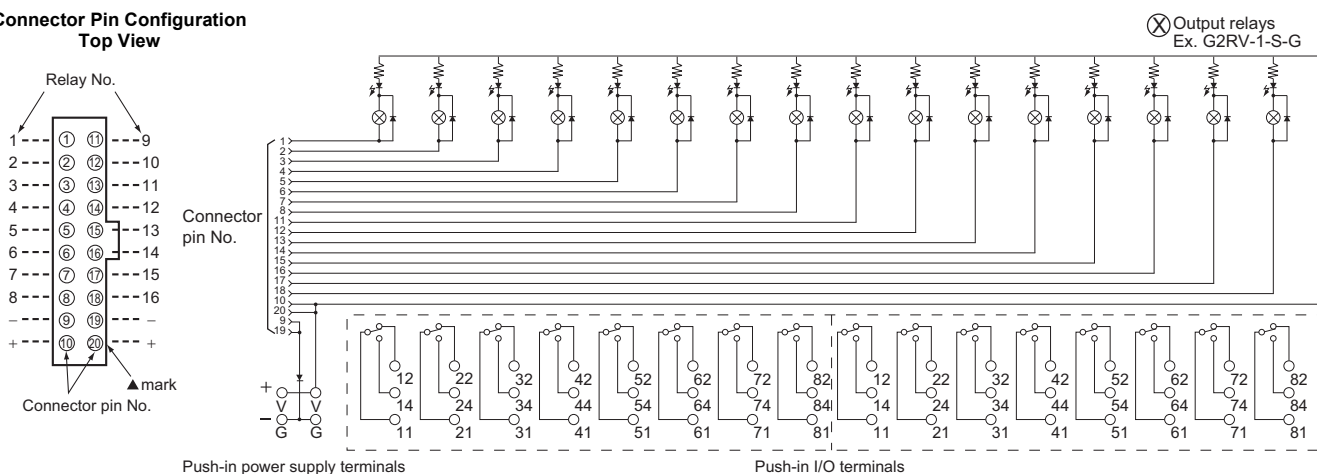 Connector Pin Configuration
Top View
Output relays
Ex. G2RV-1-S-G
Relay No.
1 1 11 9
2 2 12 10
3 3 13 11
4 4 14 12
5 5 15 13
6 6 16 14
7 7 17 15
8 8 18 16
– 9 19 –
+ 10 20 +
▲mark
Connector pin No.
Connector
pin No.
1
2
3
4
5
6
7
8
11
12
13
14
15
16
17
18
10
20
9
19
12 22 32 42 52 62 72 82 12 22 32 42 52 62 72 82
+ V V 14 24 34 44 54 64 74 84 14 24 34 44 54 64 74 84
– G G 11 21 31 41 51 61 71 81 11 21 31 41 51 61 71 81
Push-in power supply terminals
Push-in I/O terminals